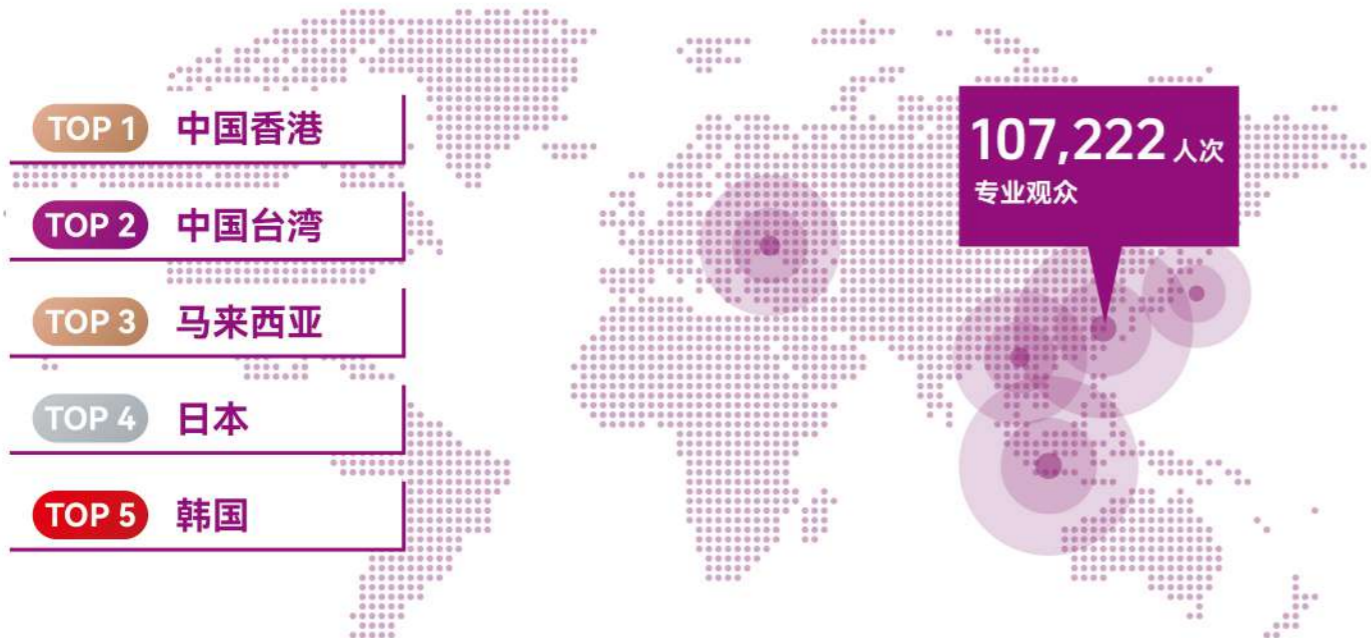 TOP 1 中国香港
TOP 2 中国台湾
TOP 3 马来西亚
TOP 4 日本
TOP 5 韩国
107,222 人次
专业观众